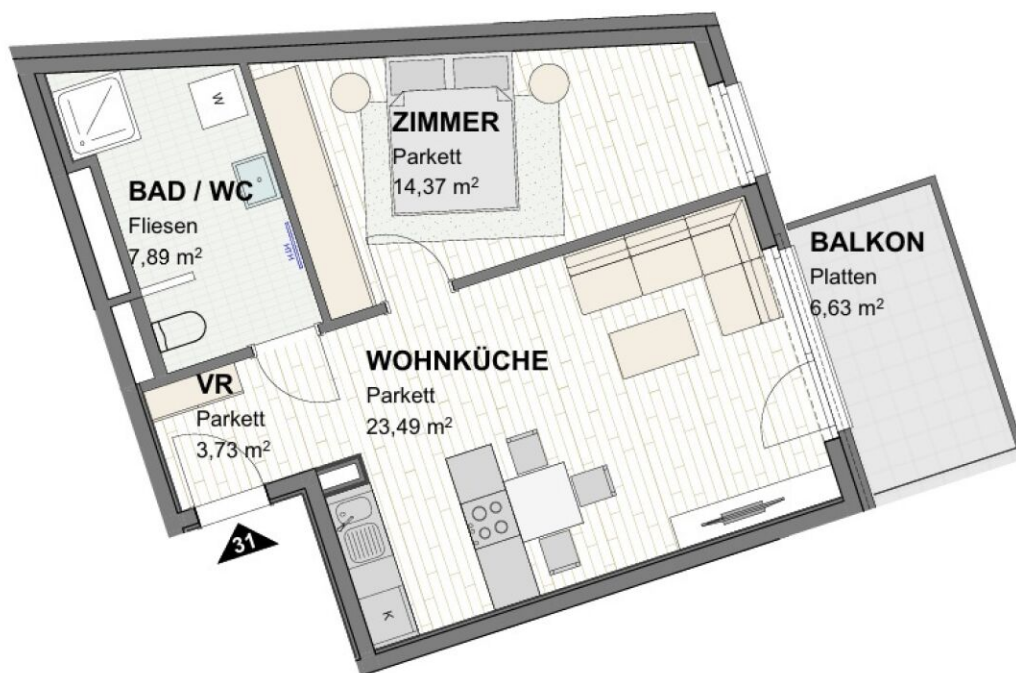 ZIMMER
Parkett
14,37 m²
W
BAD / WC
Fliesen
7,89 m²
HTH
BALKON
Platten
6,63 m²
WOHNKÜCHE
Parkett
23,49 m²
VR
Parkett
3,73 m²
31
K